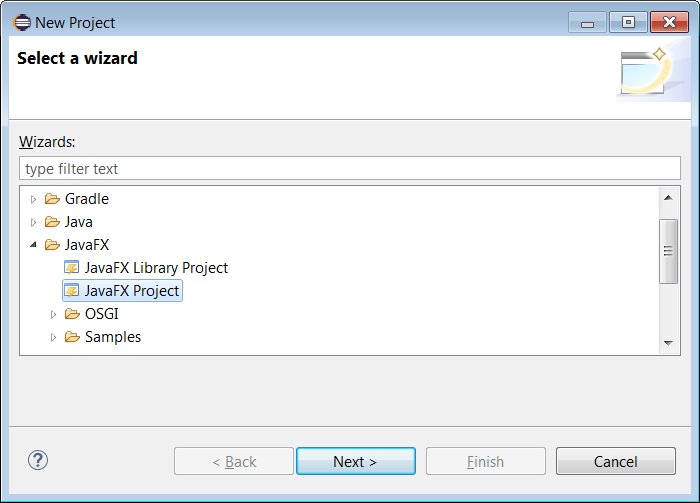 New Project
Select a wizard
Wizards:
type filter text
Gradle
Java
JavaFX
JavaFX Library Project
JavaFX Project
OSGI
Samples
?
< Back
Next >
Finish
Cancel